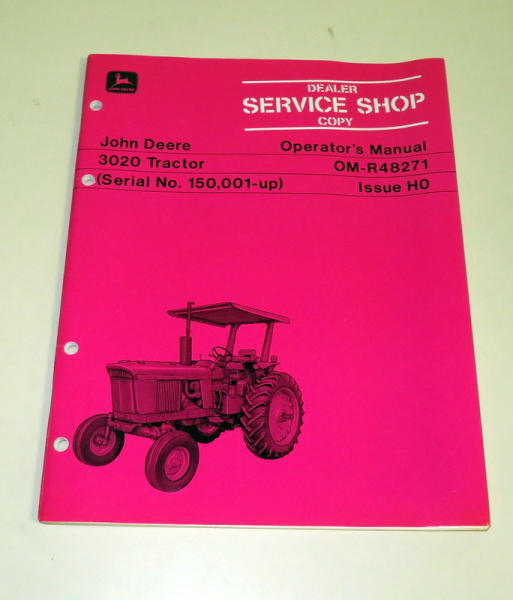 JOHN DEERE
DEALER
SERVICE SHOP
COPY
John Deere Operator's Manual
3020 Tractor OM-R48271
(Serial No. 150,001-up) Issue H0